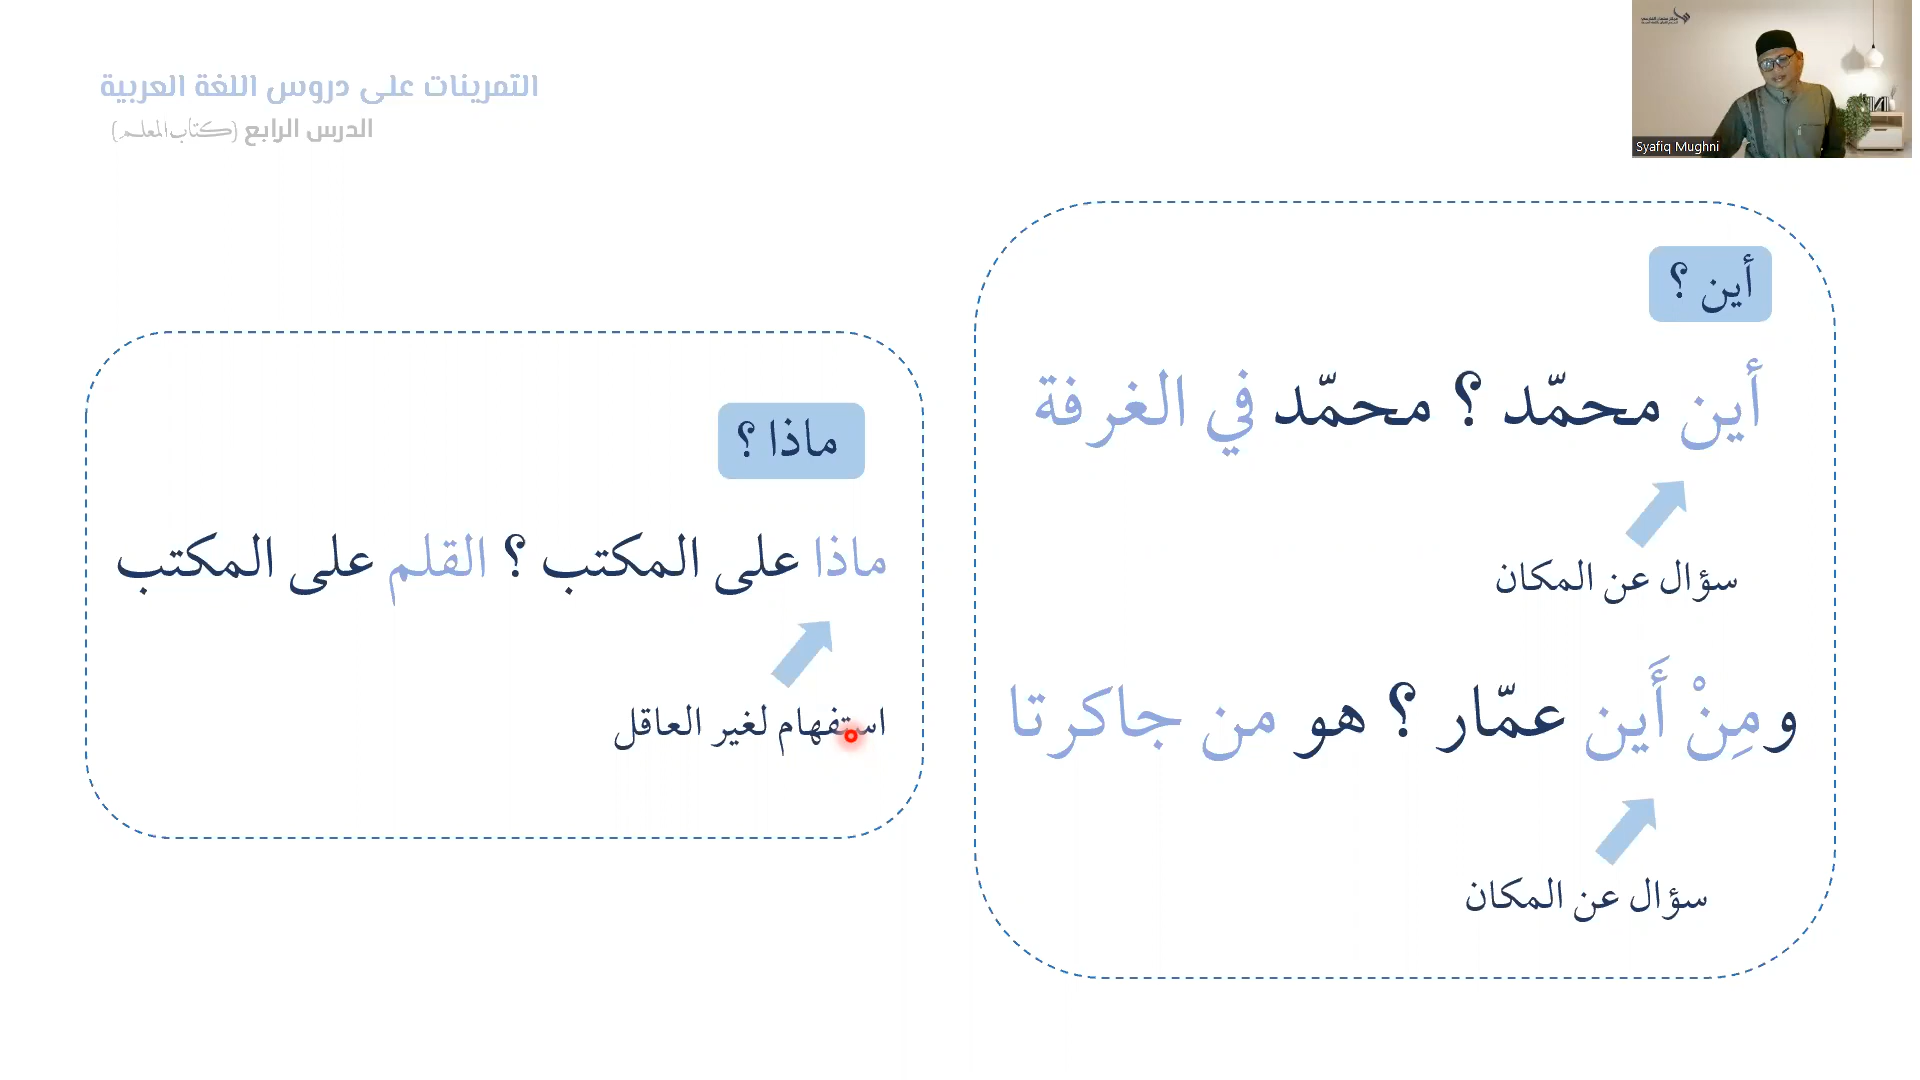 التمرينات على دروس اللغة العربية
الدرس الرابع (كتاب المعلم)
Syafiq Mughni
أين ؟
أين محمّد ؟ محمّد في الغرفة
سؤال عن المكان
ومِنْ أَين عمّار ؟ هو من جاكرتا
سؤال عن المكان
ماذا ؟
ماذا على المكتب ؟ القلم على المكتب
استفهام لغير العاقل